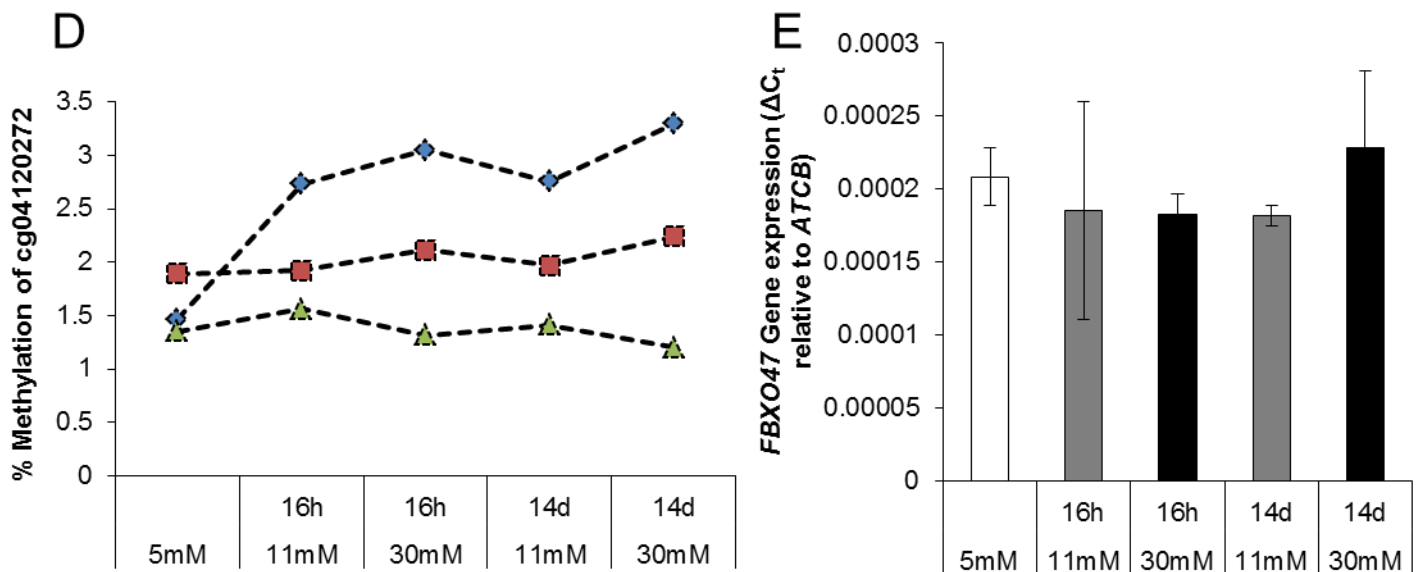 D
% Methylation of cg04120272
3.5
3
2.5
2
1.5
1
0.5
0
16h 16h 14d 14d
5mM 11mM 30mM 11mM 30mM
E
FBXO47 Gene expression (ΔCt
relative to ATCB)
0.0003
0.00025
0.0002
0.00015
0.0001
0.00005
0
16h 16h 14d 14d
5mM 11mM 30mM 11mM 30mM